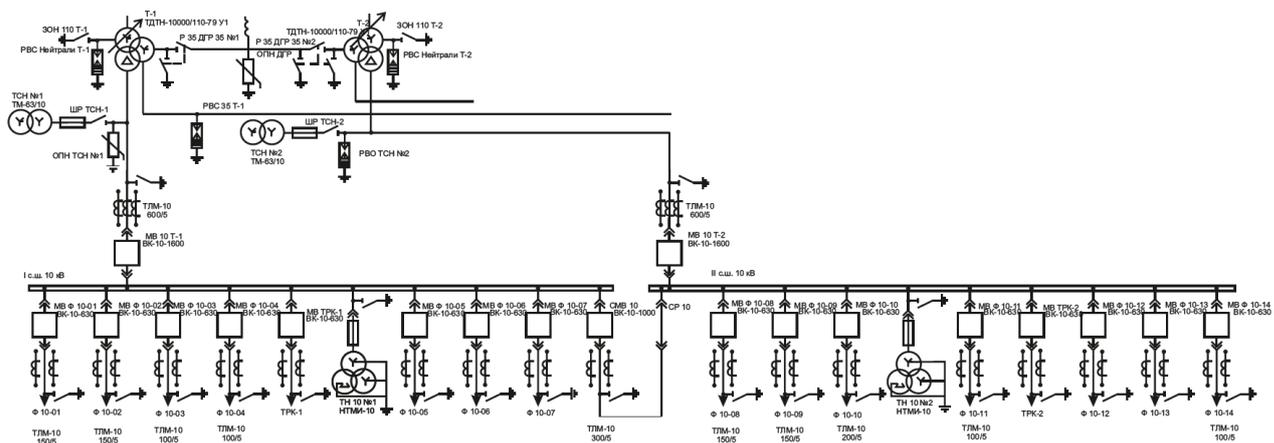 Т-1
ТДТН-10000/110-79 У1
ЗОН 110 Т-1
РВС Нейтрали Т-1
Р 35 ДГР 35 №1
Р 35 ДГР 35 №2
ОПН ДГР
Т-2
ТДТН-10000/110-79
ЗОН 110 Т-2
РВС Нейтрали Т-2
ТСН №1
ТМ-63/10
ШР ТСН-1
ОПН ТСН №1
РВС 35 Т-1
ШР ТСН-2
ТСН №2
ТМ-63/10
РВО ТСН №2
ТЛМ-10
600/5
МВ 10 Т-1
ВК-10-1600
ТЛМ-10
600/5
МВ 10 Т-2
ВК-10-1600
I с.ш. 10 кВ
II с.ш. 10 кВ
МВ Ф 10-01
ВК-10-630
МВ Ф 10-02
ВК-10-630
МВ Ф 10-03
ВК-10-630
МВ Ф 10-04
ВК-10-630
МВ ТРК-1
ВК-10-630
МВ Ф 10-05
ВК-10-630
МВ Ф 10-06
ВК-10-630
МВ Ф 10-07
ВК-10-630
СМВ 10
ВК-10-1000
СР 10
МВ Ф 10-08
ВК-10-630
МВ Ф 10-09
ВК-10-630
МВ Ф 10-10
ВК-10-630
МВ Ф 10-11
ВК-10-630
МВ ТРК-2
ВК-10-630
МВ Ф 10-12
ВК-10-630
МВ Ф 10-13
ВК-10-630
МВ Ф 10-14
ВК-10-630
Ф 10-01
Ф 10-02
Ф 10-03
Ф 10-04
ТРК-1
ТН 10 №1
НТМИ-10
Ф 10-05
Ф 10-06
Ф 10-07
Ф 10-08
Ф 10-09
Ф 10-10
ТН 10 №2
НТМИ-10
Ф 10-11
ТРК-2
Ф 10-12
Ф 10-13
Ф 10-14
ТЛМ-10
150/5
ТЛМ-10
150/5
ТЛМ-10
100/5
ТЛМ-10
100/5
ТЛМ-10
300/5
ТЛМ-10
150/5
ТЛМ-10
150/5
ТЛМ-10
200/5
ТЛМ-10
100/5
ТЛМ-10
100/5